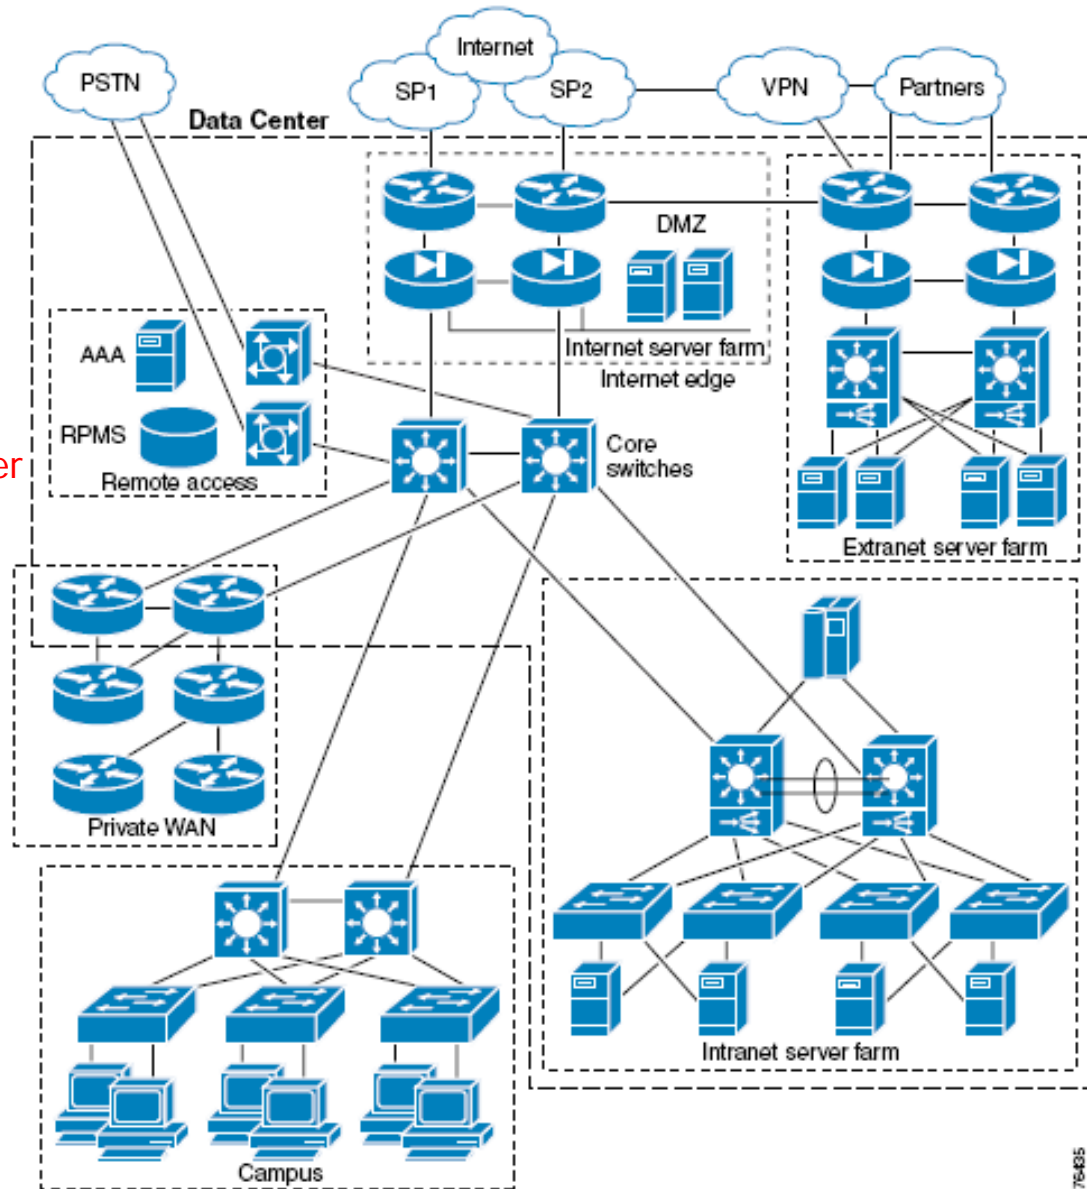 Internet
PSTN
SP1
SP2
VPN
Partners
Data Center
DMZ
AAA
Internet server farm
Internet edge
RPMS
Core
switches
er
Remote access
Extranet server farm
Private WAN
Intranet server farm
Campus
76435